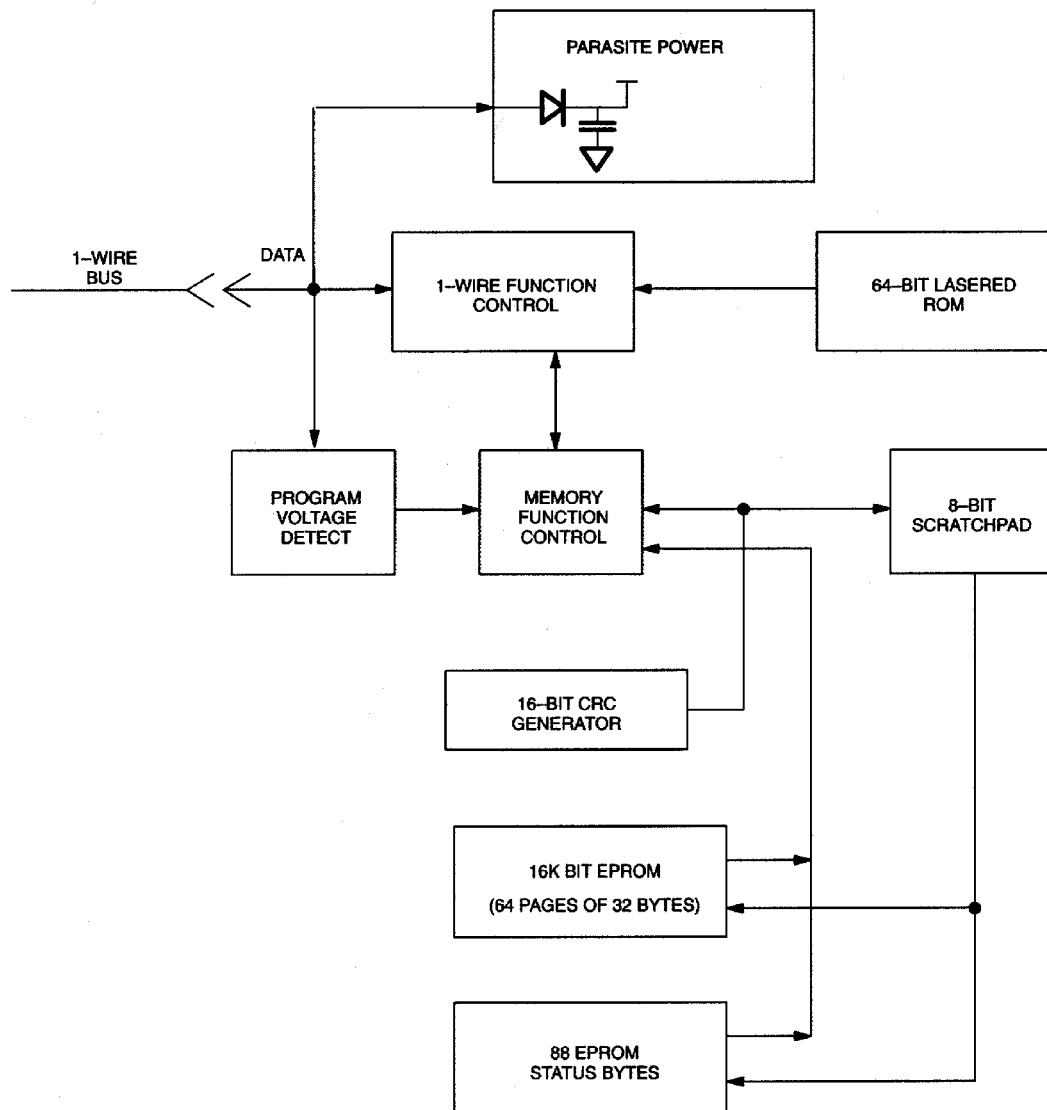 PARASITE POWER
1–WIRE
BUS
DATA
1–WIRE FUNCTION
CONTROL
64–BIT LASERED
ROM
PROGRAM
VOLTAGE
DETECT
MEMORY
FUNCTION
CONTROL
8–BIT
SCRATCHPAD
16–BIT CRC
GENERATOR
16K BIT EPROM
(64 PAGES OF 32 BYTES)
88 EPROM
STATUS BYTES